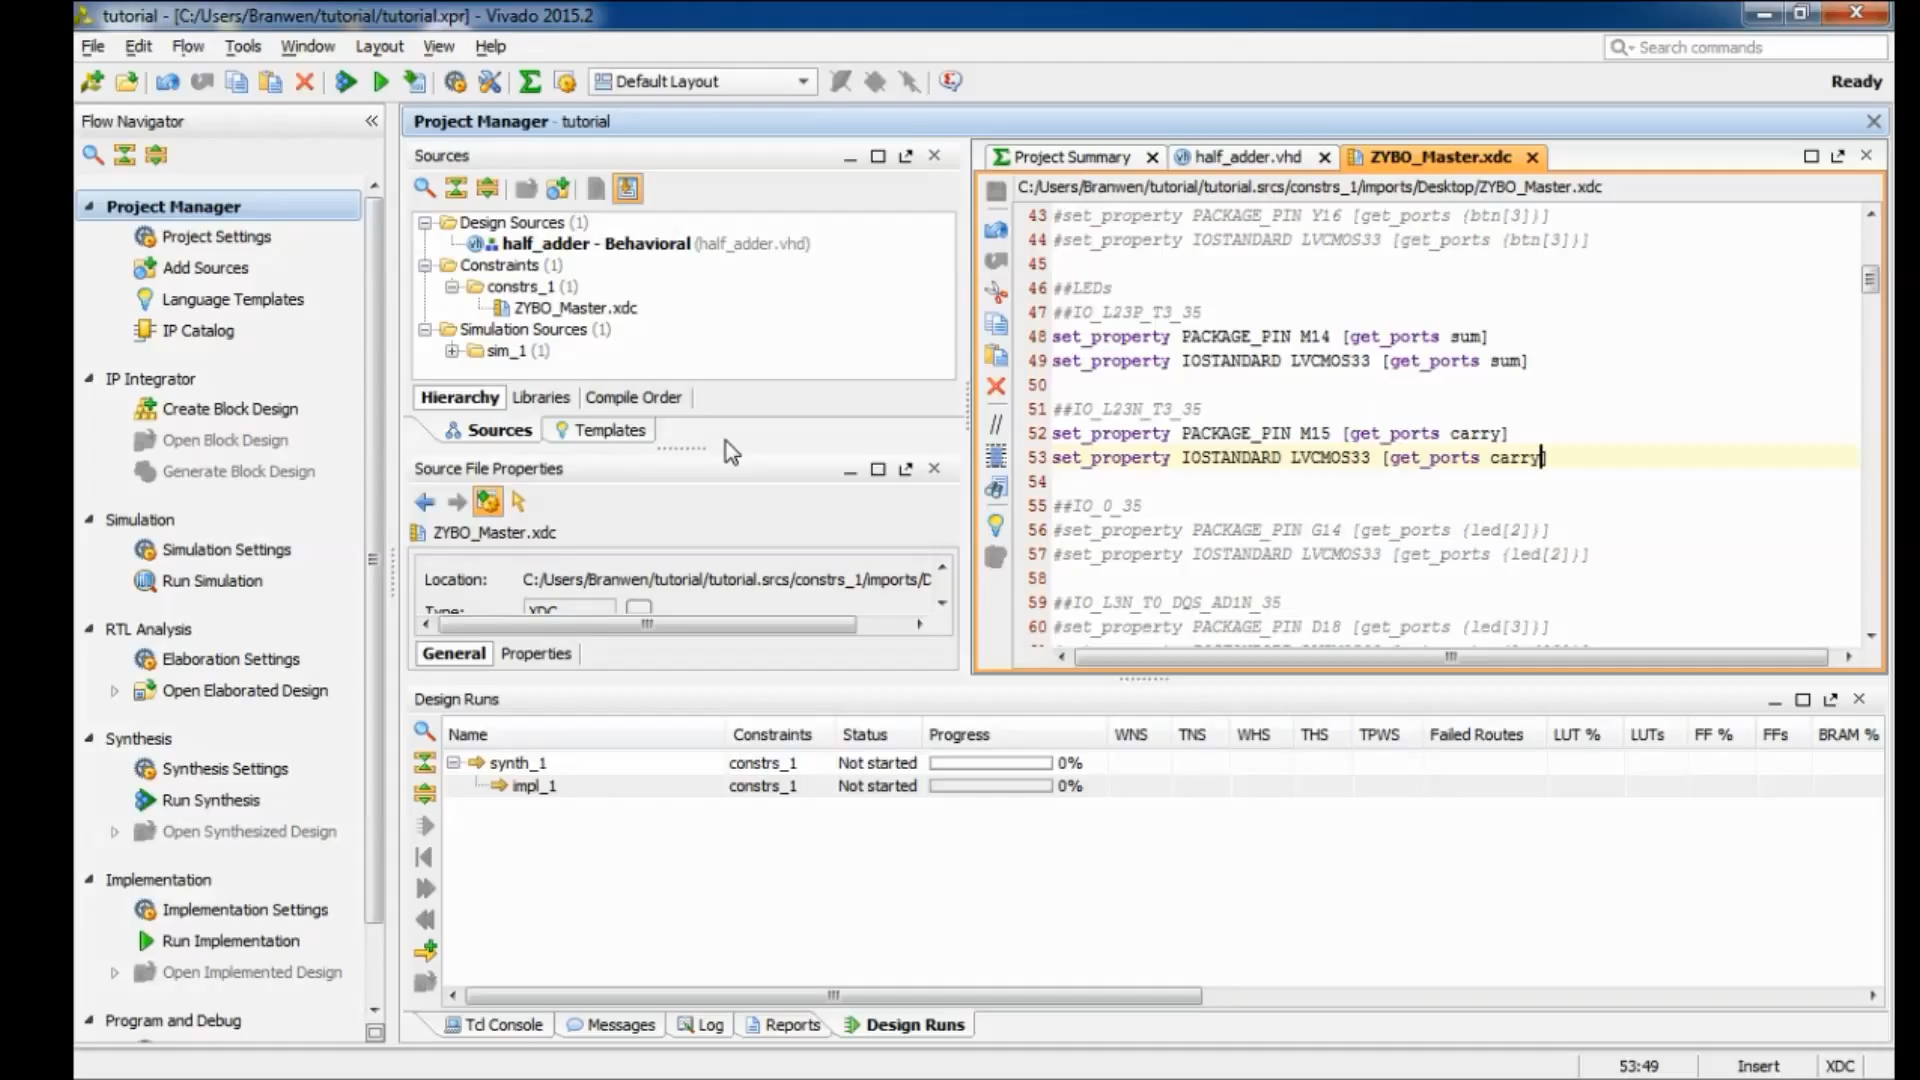 tutorial - [C:/Users/Branwen/tutorial/tutorial.xpr] - Vivado 2015.2
File Edit Flow Tools Window Layout View Help
Search commands
Default Layout
Ready
Flow Navigator
Project Manager
Project Settings
Add Sources
Language Templates
IP Catalog
IP Integrator
Create Block Design
Open Block Design
Generate Block Design
Simulation
Simulation Settings
Run Simulation
RTL Analysis
Elaboration Settings
Open Elaborated Design
Synthesis
Synthesis Settings
Run Synthesis
Open Synthesized Design
Implementation
Implementation Settings
Run Implementation
Open Implemented Design
Program and Debug
Project Manager - tutorial
Sources
Design Sources (1)
half_adder - Behavioral (half_adder.vhd)
Constraints (1)
constrs_1 (1)
ZYBO_Master.xdc
Simulation Sources (1)
sim_1 (1)
Hierarchy Libraries Compile Order
Sources Templates
Source File Properties
ZYBO_Master.xdc
Location: C:/Users/Branwen/tutorial/tutorial.srcs/constrs_1/imports/D
Type: XDC
General Properties
Project Summary half_adder.vhd ZYBO_Master.xdc
C:/Users/Branwen/tutorial/tutorial.srcs/constrs_1/imports/Desktop/ZYBO_Master.xdc
43 #set_property PACKAGE_PIN Y16 [get_ports {btn[3]}]
44 #set_property IOSTANDARD LVCMOS33 [get_ports {btn[3]}]
45
46 ##LEDs
47 ##IO_L23P_T3_35
48 set_property PACKAGE_PIN M14 [get_ports sum]
49 set_property IOSTANDARD LVCMOS33 [get_ports sum]
50
51 ##IO_L23N_T3_35
52 set_property PACKAGE_PIN M15 [get_ports carry]
53 set_property IOSTANDARD LVCMOS33 [get_ports carry]
54
55 ##IO_0_35
56 #set_property PACKAGE_PIN G14 [get_ports {led[2]}]
57 #set_property IOSTANDARD LVCMOS33 [get_ports {led[2]}]
58
59 ##IO_L3N_T0_DQS_AD1N_35
60 #set_property PACKAGE_PIN D18 [get_ports {led[3]}]
Design Runs
Name Constraints Status Progress WNS TNS WHS THS TPWS Failed Routes LUT % LUTs FF % FFs BRAM %
synth_1 constrs_1 Not started 0%
impl_1 constrs_1 Not started 0%
Tcl Console Messages Log Reports Design Runs
53:49 Insert XDC